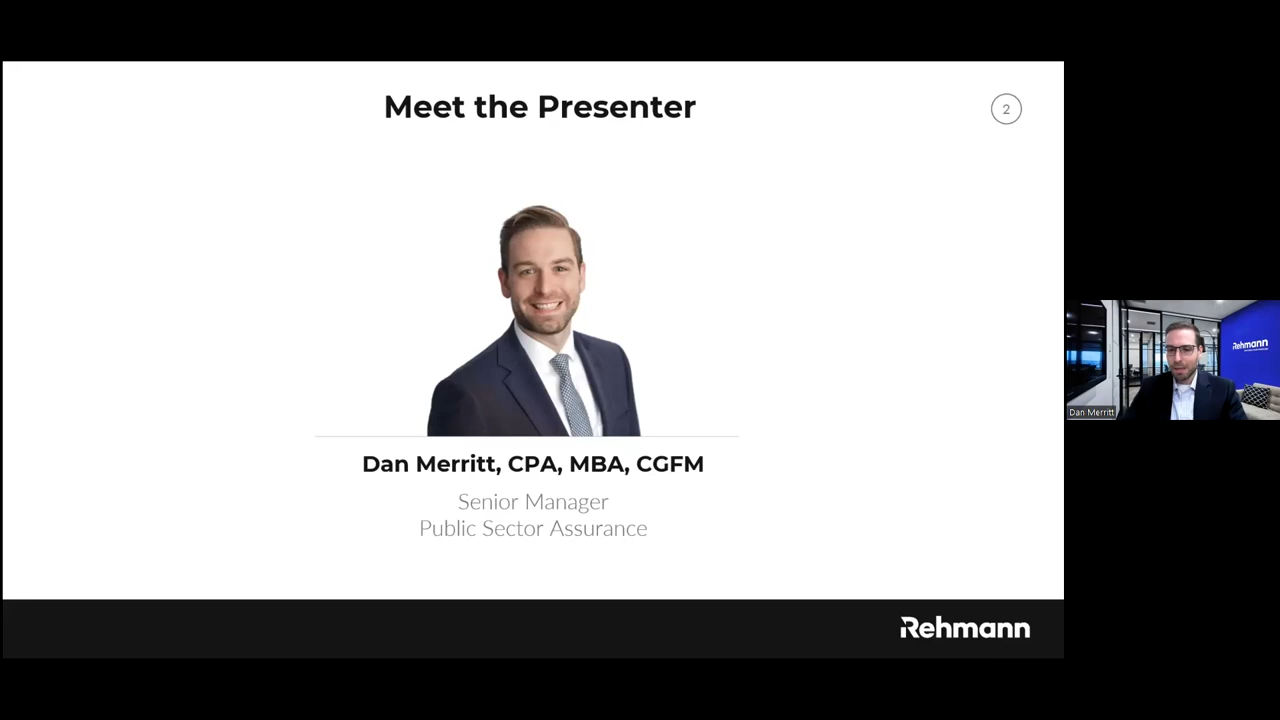 Meet the Presenter
2
Dan Merritt, CPA, MBA, CGFM
Senior Manager
Public Sector Assurance
Rehmann
Rehmann
Dan Merritt